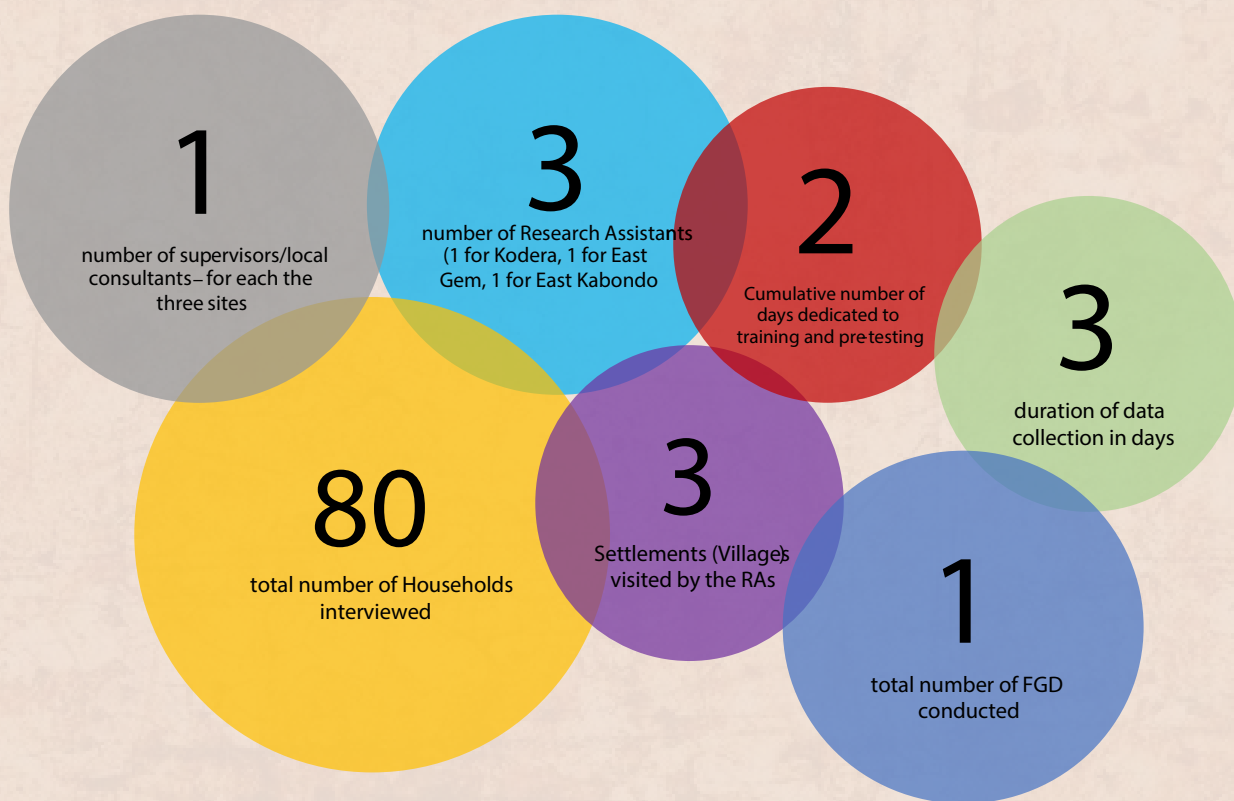 1
number of supervisors/local
consultants– for each the
three sites
3
number of Research Assistants
(1 for Kodera, 1 for East
Gem, 1 for East Kabondo
2
Cumulative number of
days dedicated to
training and pretesting
3
duration of data
collection in days
80
total number of Households
interviewed
3
Settlements (Villages)
visited by the RAs
1
total number of FGD
conducted